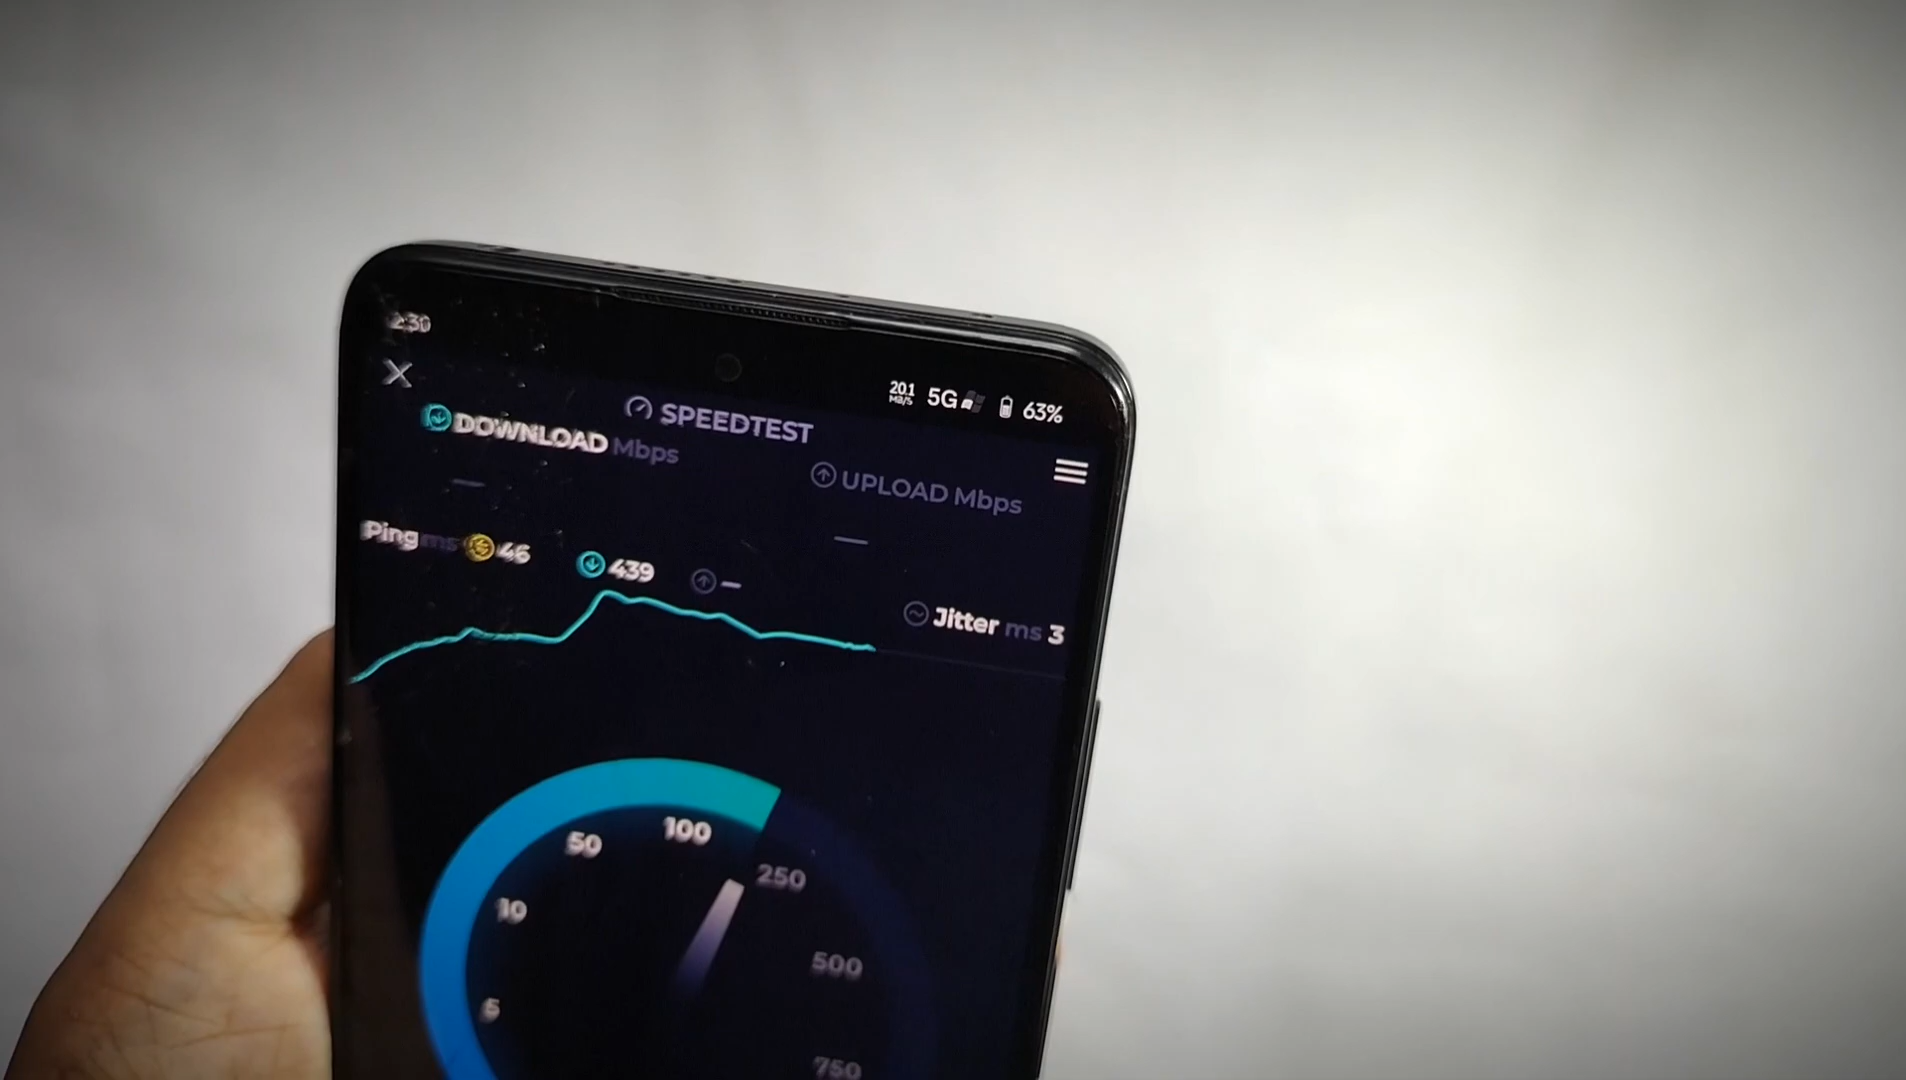 2:30
20.1 MB/S 5G 63%
SPEEDTEST
DOWNLOAD Mbps
UPLOAD Mbps
Ping ms 46 439 —
Jitter ms 3
50 100 250
10 500
5 750